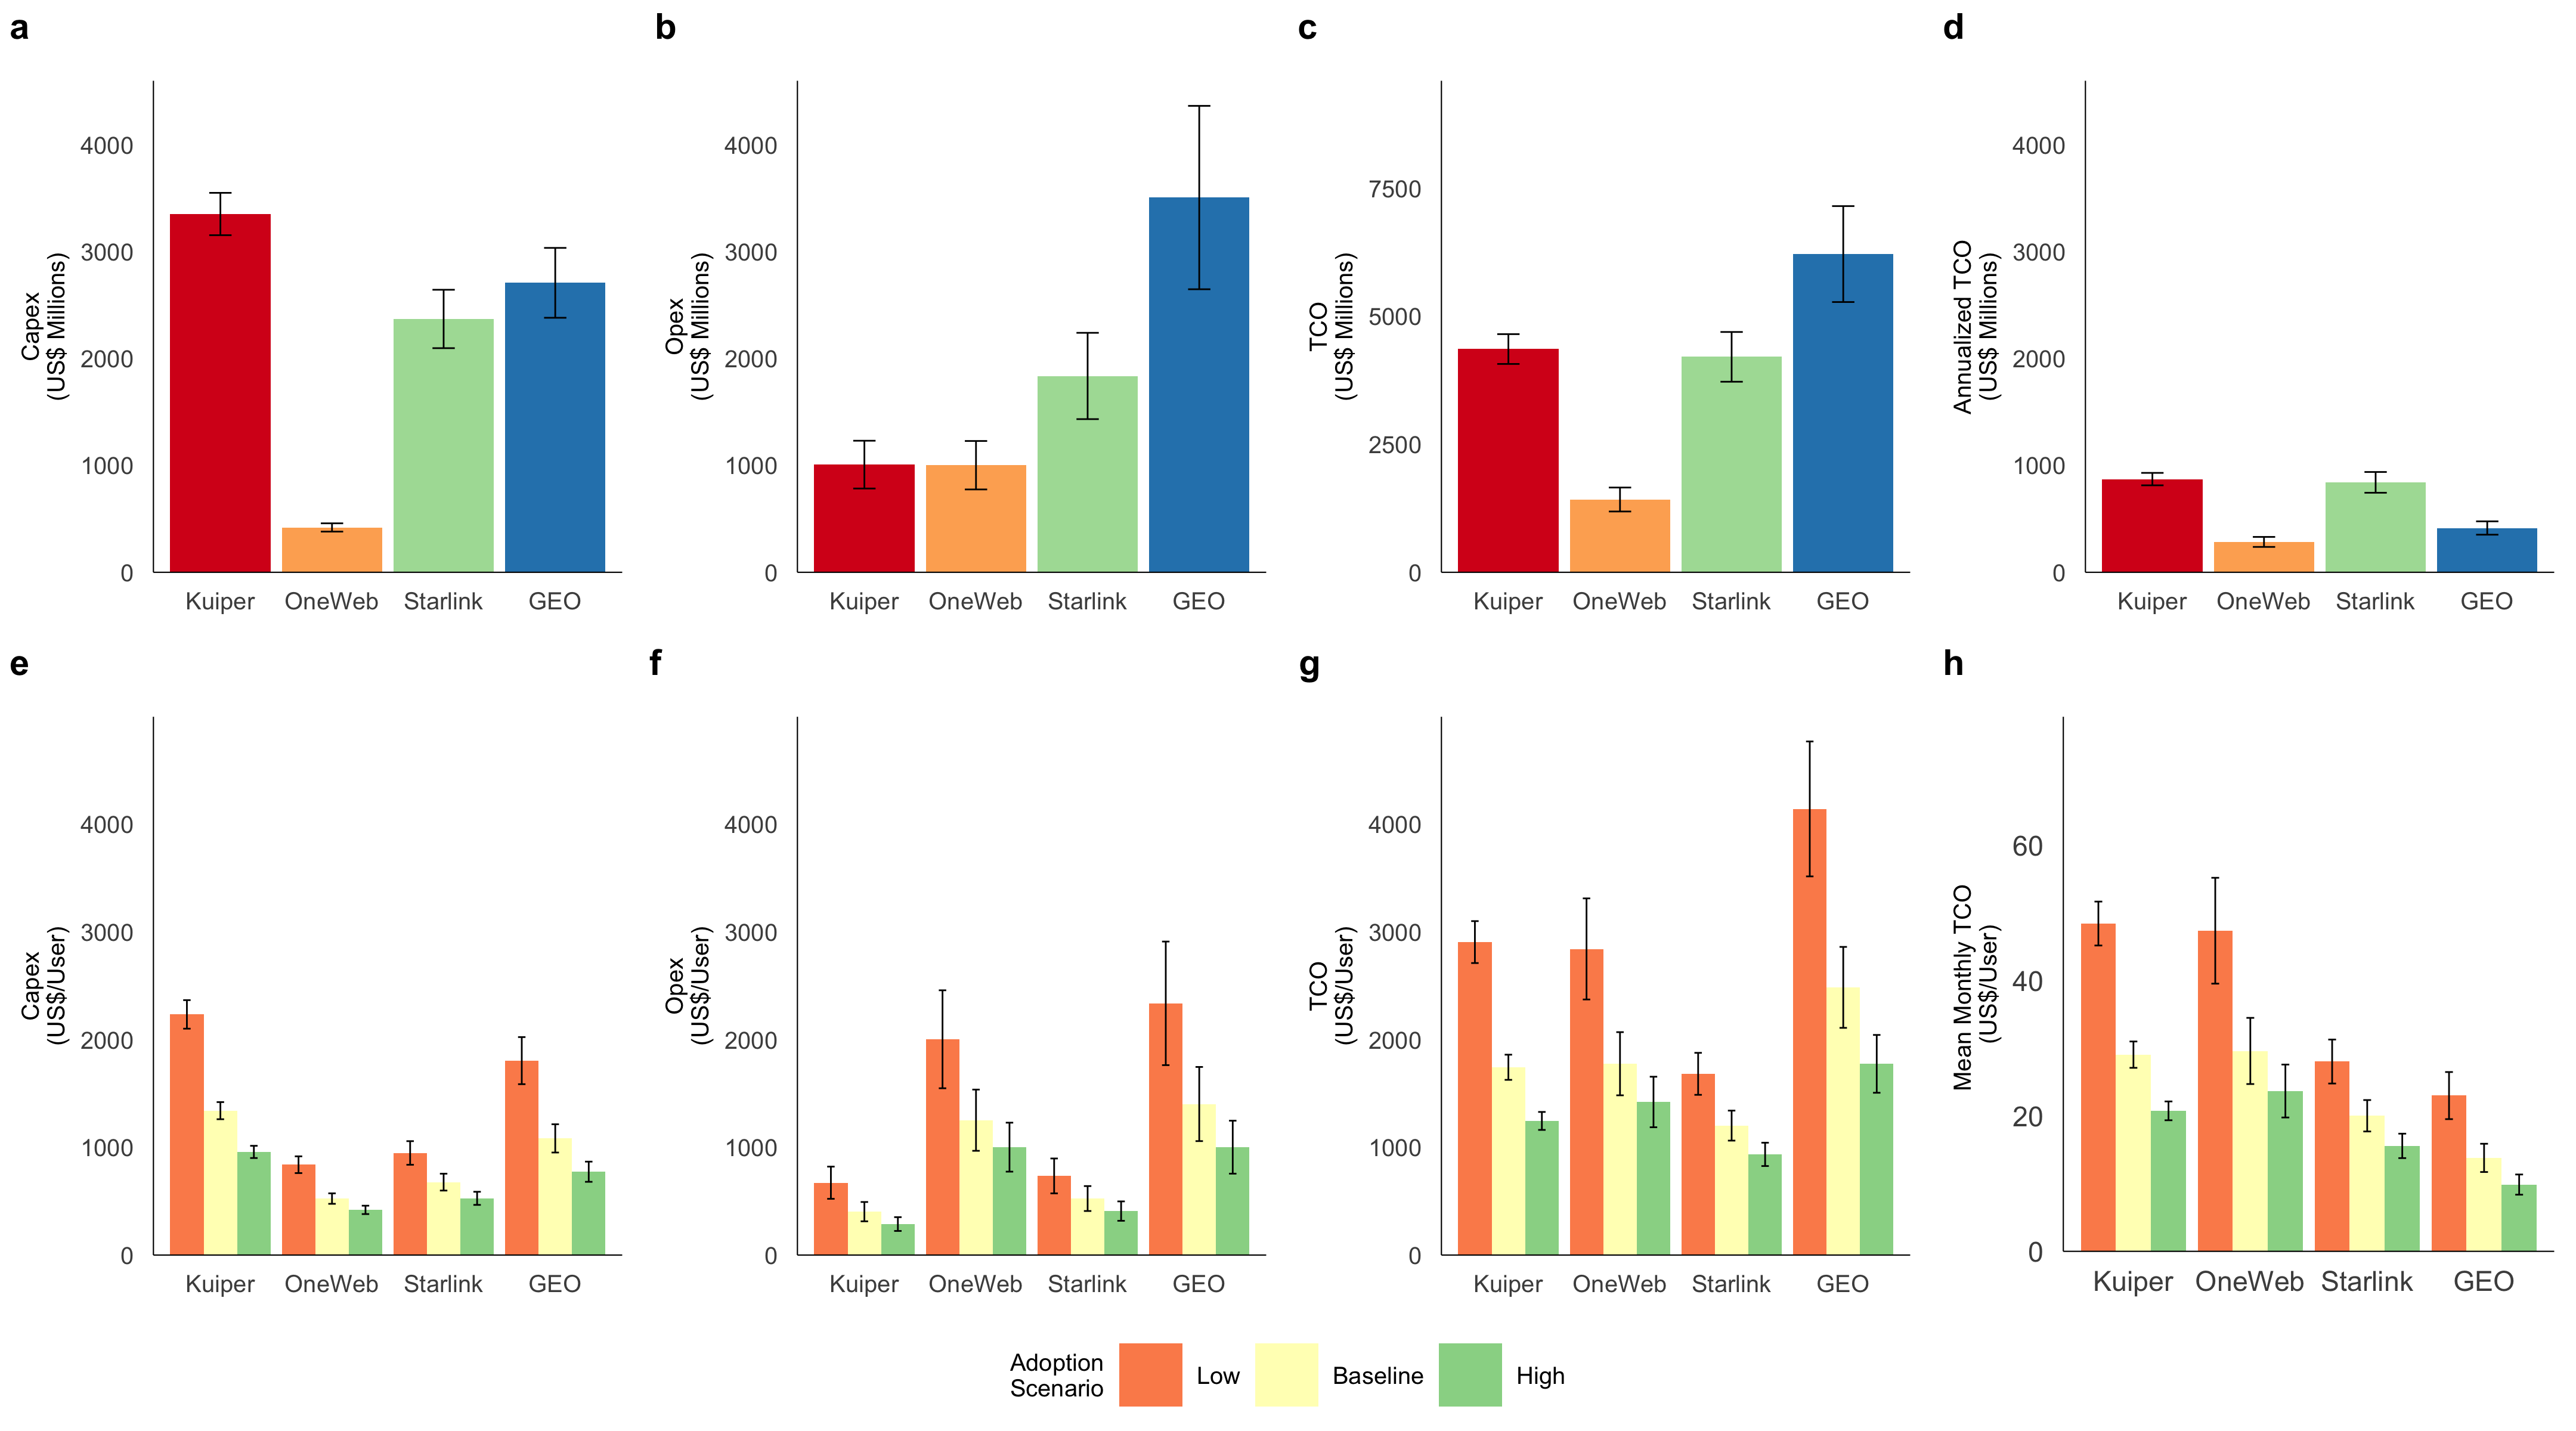 a
b
c
d
Capex
(US$ Millions)
4000
3000
2000
1000
0
Kuiper OneWeb Starlink GEO
Opex
(US$ Millions)
4000
3000
2000
1000
0
Kuiper OneWeb Starlink GEO
TCO
(US$ Millions)
7500
5000
2500
0
Kuiper OneWeb Starlink GEO
Annualized TCO
(US$ Millions)
4000
3000
2000
1000
0
Kuiper OneWeb Starlink GEO
e
f
g
h
Capex
(US$/User)
4000
3000
2000
1000
0
Kuiper OneWeb Starlink GEO
Opex
(US$/User)
4000
3000
2000
1000
0
Kuiper OneWeb Starlink GEO
TCO
(US$/User)
4000
3000
2000
1000
0
Kuiper OneWeb Starlink GEO
Mean Monthly TCO
(US$/User)
60
40
20
0
Kuiper OneWeb Starlink GEO
Adoption
Scenario
Low
Baseline
High